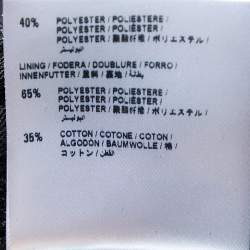 40% POLYESTER / POLIESTERE /
POLYESTER / POLIÉSTER /
POLYESTER / 聚酯纤维 / ポリエステル /
البوليستر
LINING / FODERA / DOUBLURE / FORRO /
INNENFUTTER / 里料 / 裏地 / بطانة /
65% POLYESTER / POLIESTERE /
POLYESTER / POLIÉSTER /
POLYESTER / 聚酯纤维 / ポリエステル /
البوليستر
35% COTTON / COTONE / COTON /
ALGODÓN / BAUMWOLLE / 棉 /
コットン / القطن /